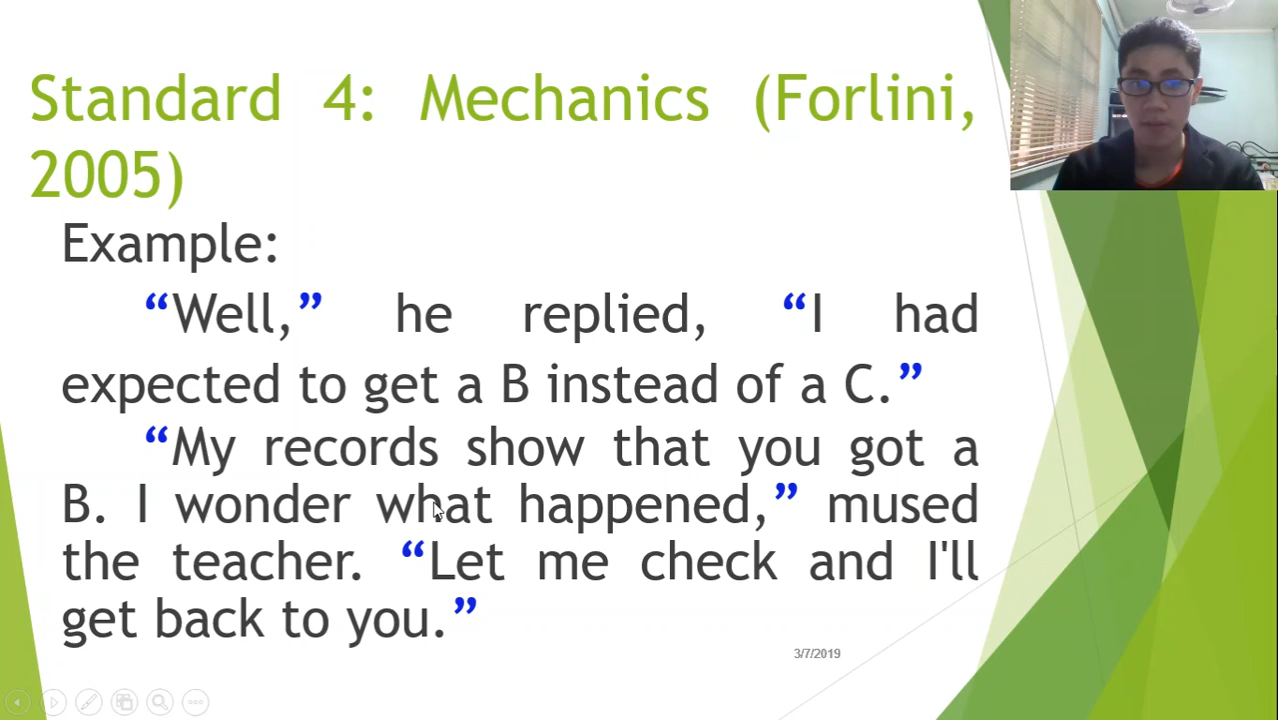 Standard 4: Mechanics (Forlini,
2005)
Example:
“Well,” he replied, “I had
expected to get a B instead of a C.”
“My records show that you got a
B. I wonder what happened,” mused
the teacher. “Let me check and I'll
get back to you.”
3/7/2019